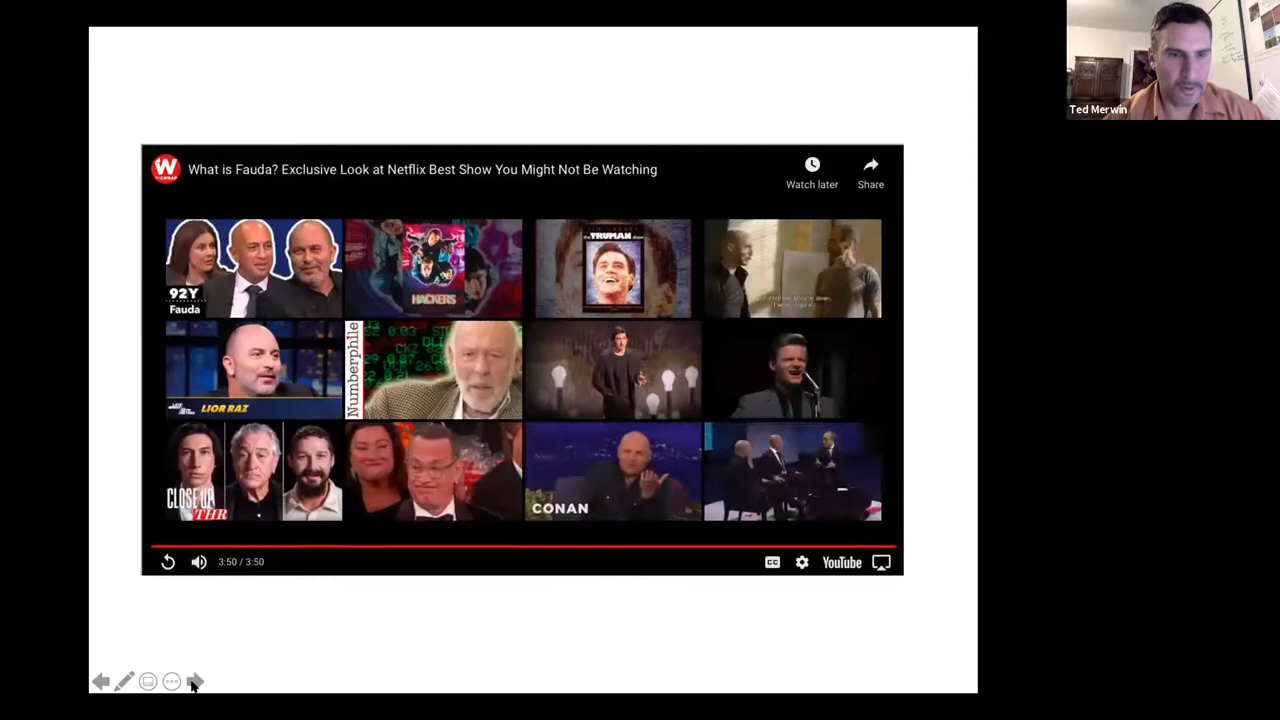 What is Fauda? Exclusive Look at Netflix Best Show You Might Not Be Watching
Watch later
Share
Ted Merwin
92Y
Fauda
HACKERS
TRUMAN
LIOR RAZ
Numberphile
CLOSE UP
THR
CONAN
3:50 / 3:50
CC
YouTube